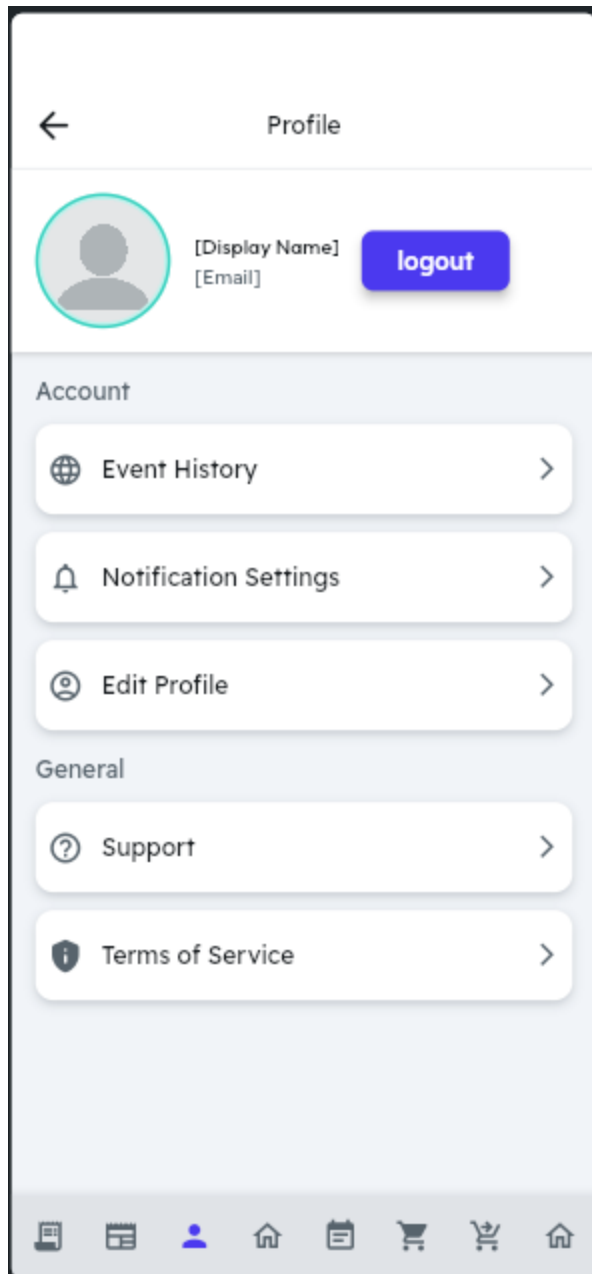 Profile
[Display Name]
[Email]
logout
Account
Event History
Notification Settings
Edit Profile
General
Support
Terms of Service